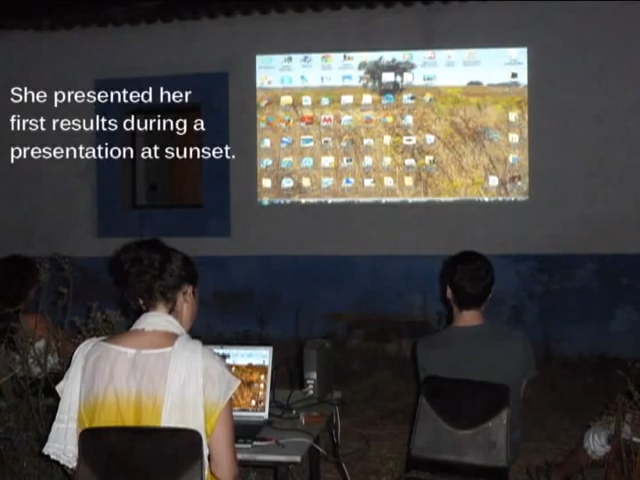 She presented her
first results during a
presentation at sunset.